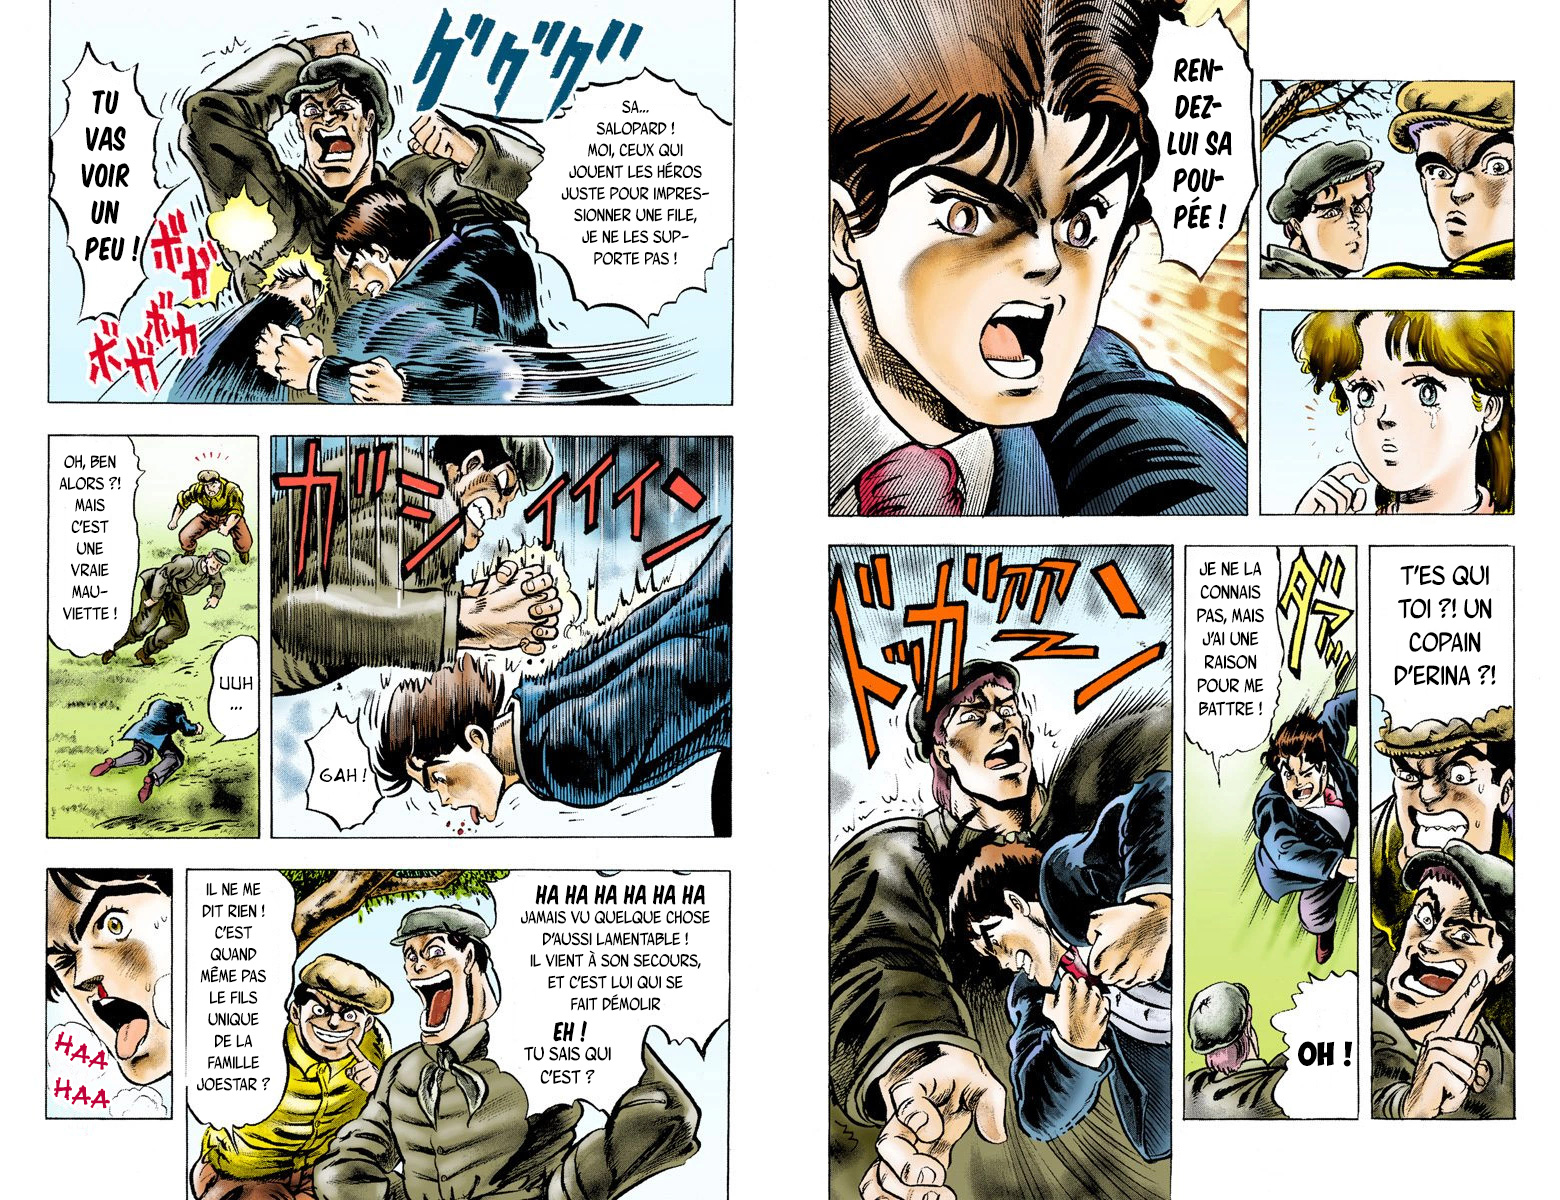 REN-
DEZ-
LUI SA
POU-
PÉE !
T'ES QUI
TOI ?! UN
COPAIN
D'ERINA ?!
JE NE LA
CONNAIS
PAS, MAIS
J'AI UNE
RAISON
POUR ME
BATTRE !
ダァッ
OH !
ドッガァァーン
SA...
SALOPARD !
MOI, CEUX QUI
JOUENT LES HÉROS
JUSTE POUR IMPRES-
SIONNER UNE FILE,
JE NE LES SUP-
PORTE PAS !
ググググ
TU
VAS
VOIR
UN
PEU !
ボガ
ボカ
ボガ
ガシィィィン
GAH !
OH, BEN
ALORS ?!
MAIS
C'EST
UNE
VRAIE
MAU-
VIETTE !
UUH
...
HA HA HA HA HA HA
JAMAIS VU QUELQUE CHOSE
D'AUSSI LAMENTABLE !
IL VIENT À SON SECOURS,
ET C'EST LUI QUI SE
FAIT DÉMOLIR
EH !
TU SAIS QUI
C'EST ?
IL NE ME
DIT RIEN !
C'EST
QUAND
MÊME PAS
LE FILS
UNIQUE
DE LA
FAMILLE
JOESTAR ?
HAA
HAA